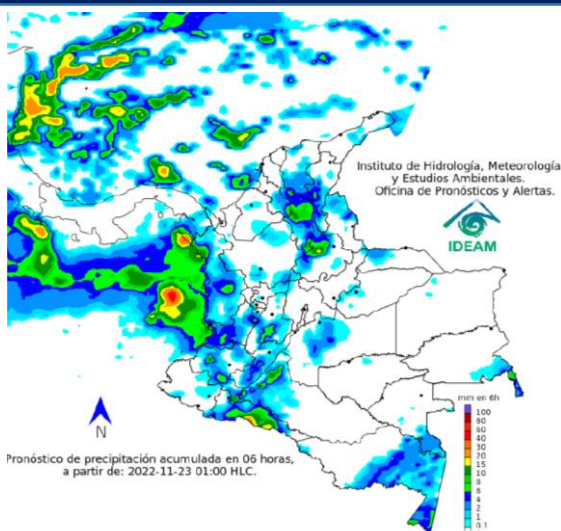 Instituto de Hidrología, Meteorología
y Estudios Ambientales.
Oficina de Pronósticos y Alertas.
IDEAM
mm en 6h
100
80
60
40
30
20
15
10
8
6
4
2
1
0.1
N
Pronóstico de precipitación acumulada en 06 horas,
a partir de: 2022-11-23 01:00 HLC.